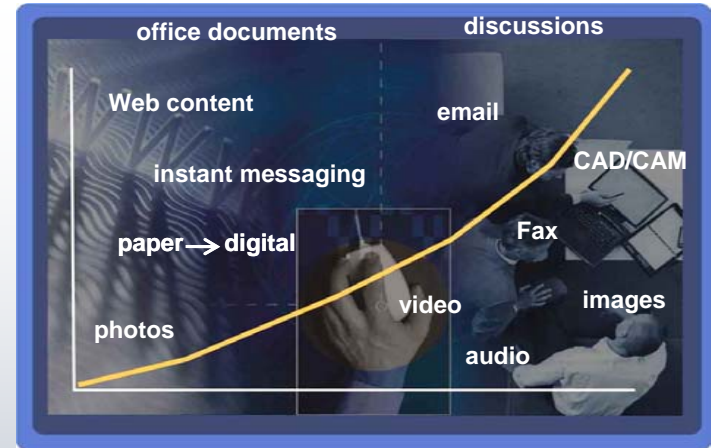 office documents
discussions
Web content
email
instant messaging
CAD/CAM
paper → digital
Fax
video
images
photos
audio